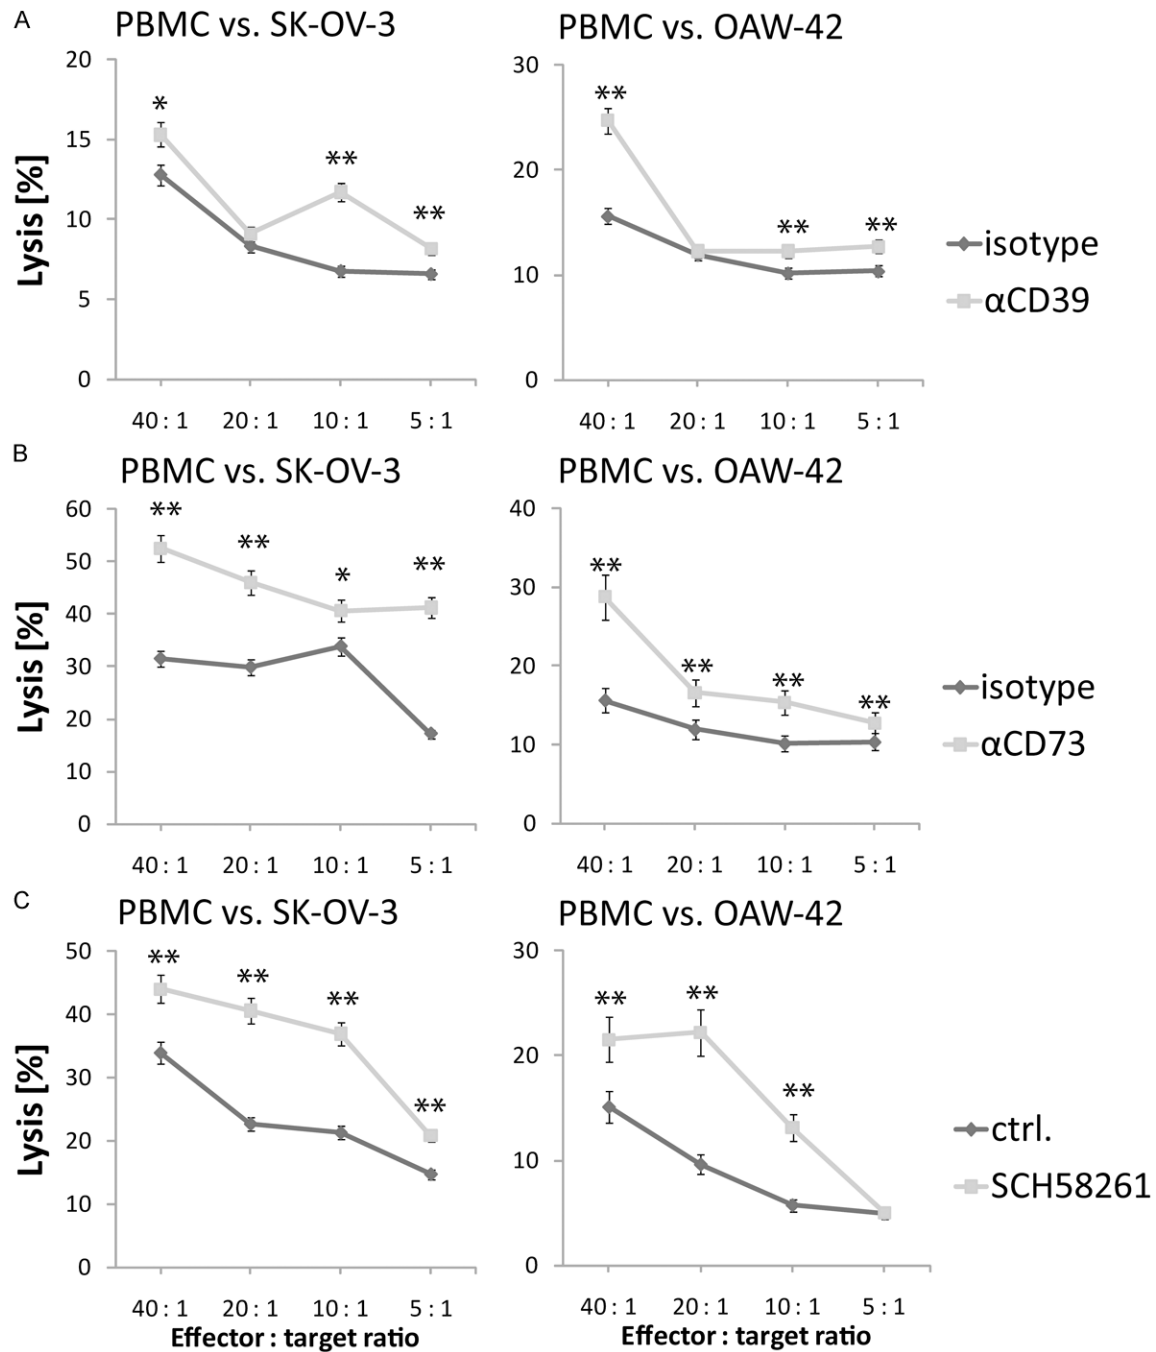 A
PBMC vs. SK-OV-3
PBMC vs. OAW-42
20
15
10
5
0
Lysis [%]
*
**
**
40 : 1 20 : 1 10 : 1 5 : 1
30
20
10
0
**
**
**
40 : 1 20 : 1 10 : 1 5 : 1
isotype
αCD39
B
PBMC vs. SK-OV-3
PBMC vs. OAW-42
60
50
40
30
20
10
0
Lysis [%]
**
**
*
**
40 : 1 20 : 1 10 : 1 5 : 1
40
30
20
10
0
**
**
**
**
40 : 1 20 : 1 10 : 1 5 : 1
isotype
αCD73
C
PBMC vs. SK-OV-3
PBMC vs. OAW-42
50
40
30
20
10
0
Lysis [%]
**
**
**
**
40 : 1 20 : 1 10 : 1 5 : 1
Effector : target ratio
30
20
10
0
**
**
**
40 : 1 20 : 1 10 : 1 5 : 1
Effector : target ratio
ctrl.
SCH58261